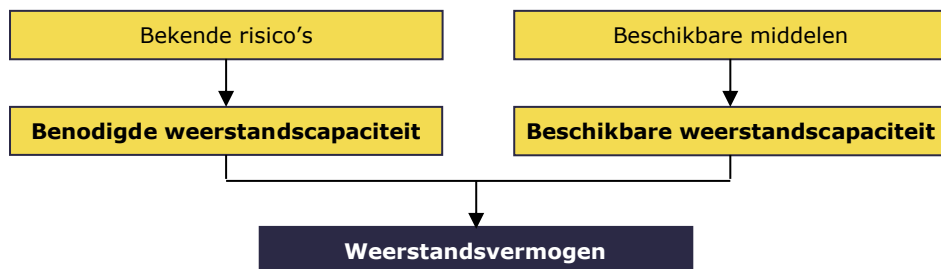 Bekende risico’s
Beschikbare middelen
Benodigde weerstandscapaciteit
Beschikbare weerstandscapaciteit
Weerstandsvermogen